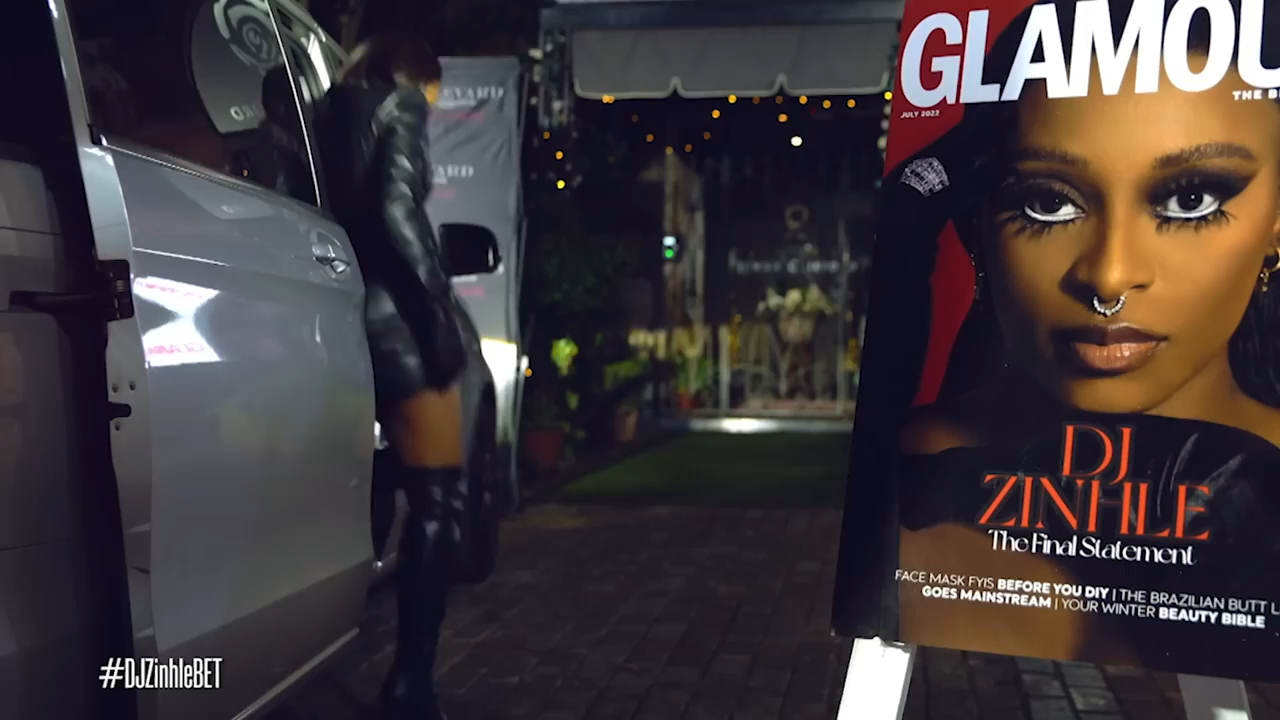 GLAMOU
THE B
JULY 2022
DJ
ZINHLE
The Final Statement
FACE MASK FYIS BEFORE YOU DIY | THE BRAZILIAN BUTT L
GOES MAINSTREAM | YOUR WINTER BEAUTY BIBLE
#DJZinhleBET